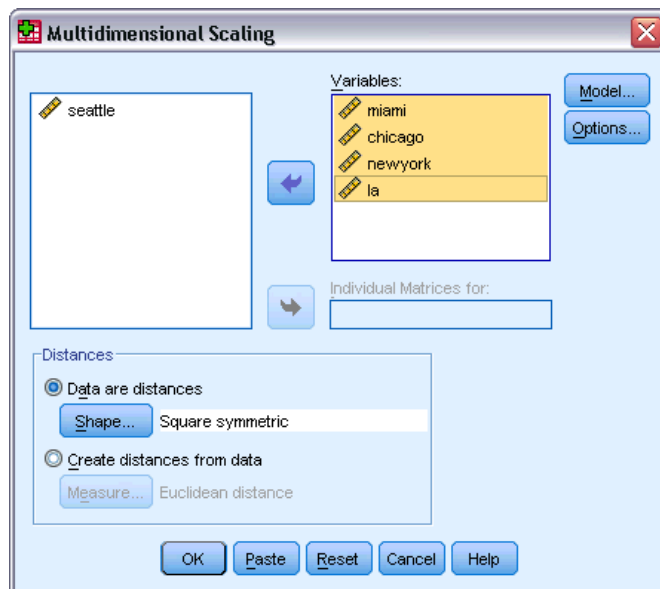 Multidimensional Scaling
seattle
Variables:
miami
chicago
newyork
la
Model...
Options...
Individual Matrices for:
Distances
Data are distances
Shape... Square symmetric
Create distances from data
Measure... Euclidean distance
OK Paste Reset Cancel Help